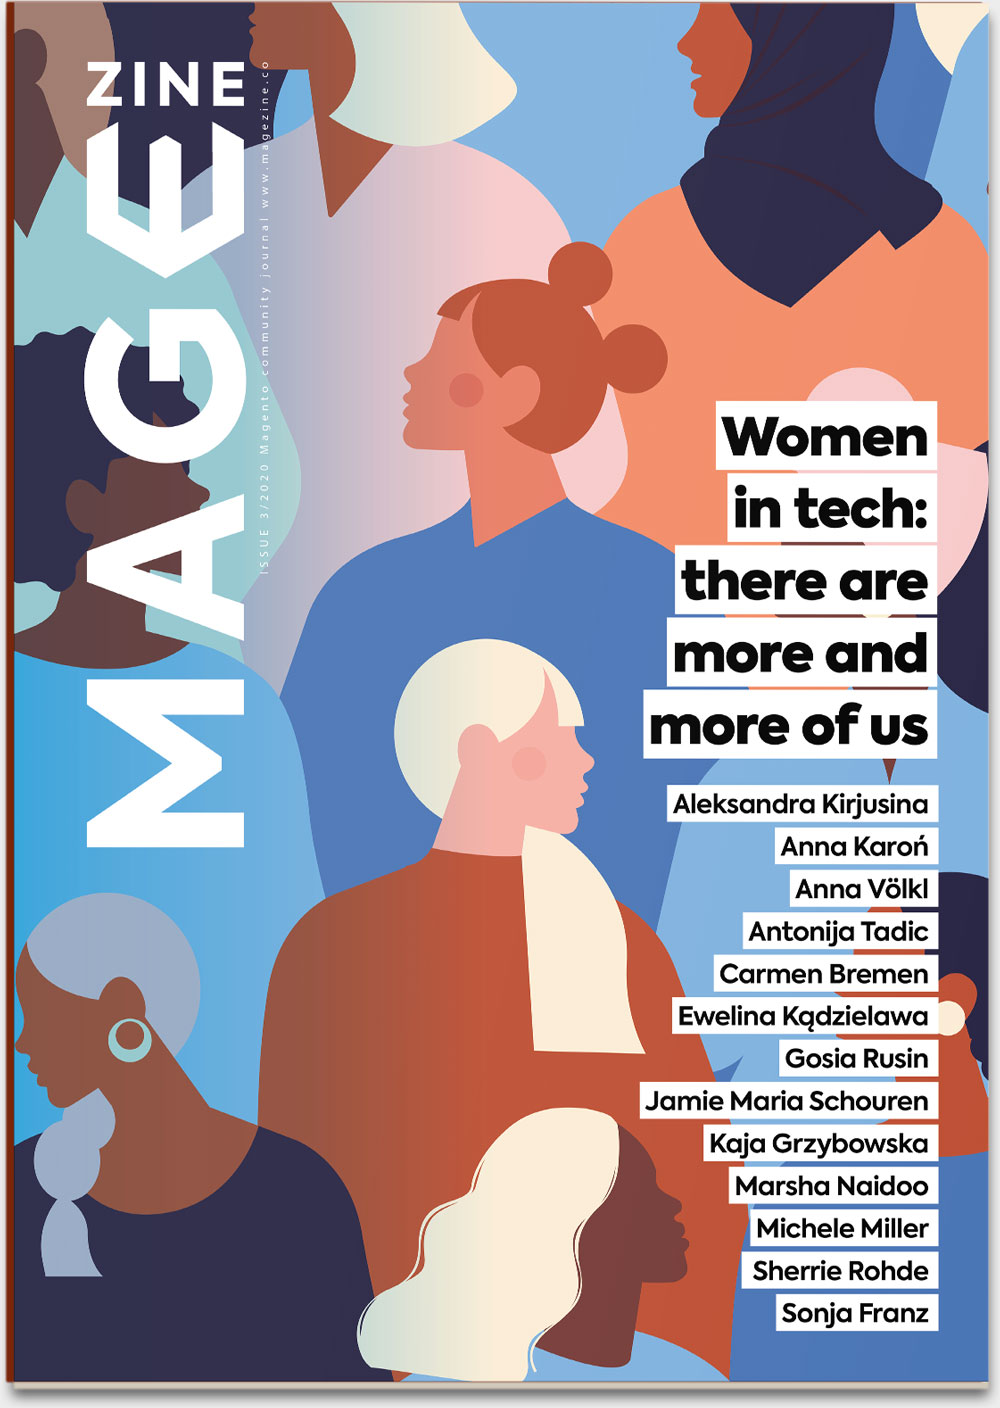 ZINE
MAGE
ISSUE 3/2020 Magento community journal www.magezine.co
Women
in tech:
there are
more and
more of us
Aleksandra Kirjusina
Anna Karoń
Anna Völkl
Antonija Tadic
Carmen Bremen
Ewelina Kądzielawa
Gosia Rusin
Jamie Maria Schouren
Kaja Grzybowska
Marsha Naidoo
Michele Miller
Sherrie Rohde
Sonja Franz